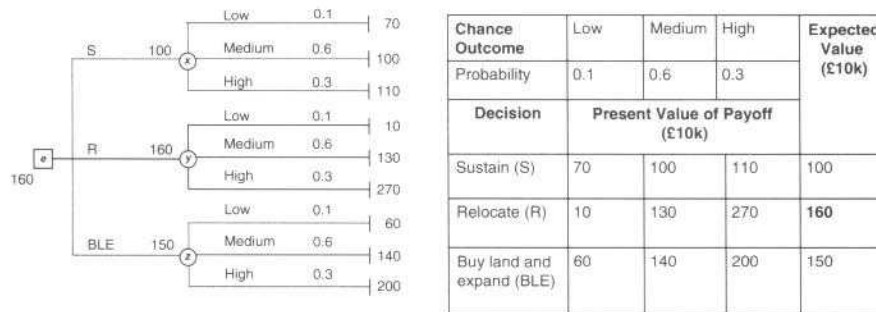 Low 0.1 70
S 100 x Medium 0.6 100
High 0.3 110
Low 0.1 10
e R 160 y Medium 0.6 130
160
High 0.3 270
Low 0.1 60
BLE 150 z Medium 0.6 140
High 0.3 200
Chance Low Medium High Expected
Outcome Value
(£10k)
Probability 0.1 0.6 0.3
Decision Present Value of Payoff
(£10k)
Sustain (S) 70 100 110 100
Relocate (R) 10 130 270 160
Buy land and 60 140 200 150
expand (BLE)